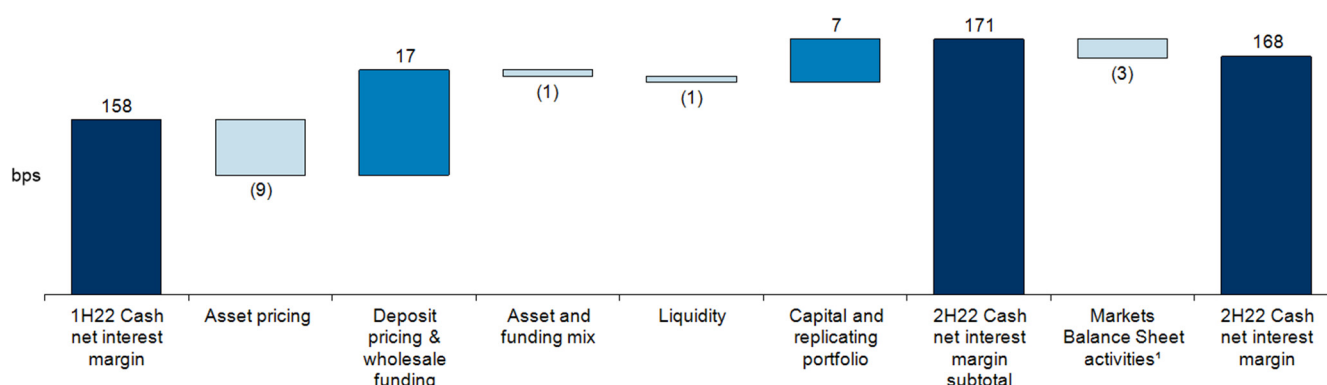 bps
158
(9)
17
(1)
(1)
7
171
(3)
168
1H22 Cash
net interest
margin
Asset pricing
Deposit
pricing &
wholesale
funding
Asset and
funding mix
Liquidity
Capital and
replicating
portfolio
2H22 Cash
net interest
margin
subtotal
Markets
Balance Sheet
activities¹
2H22 Cash
net interest
margin